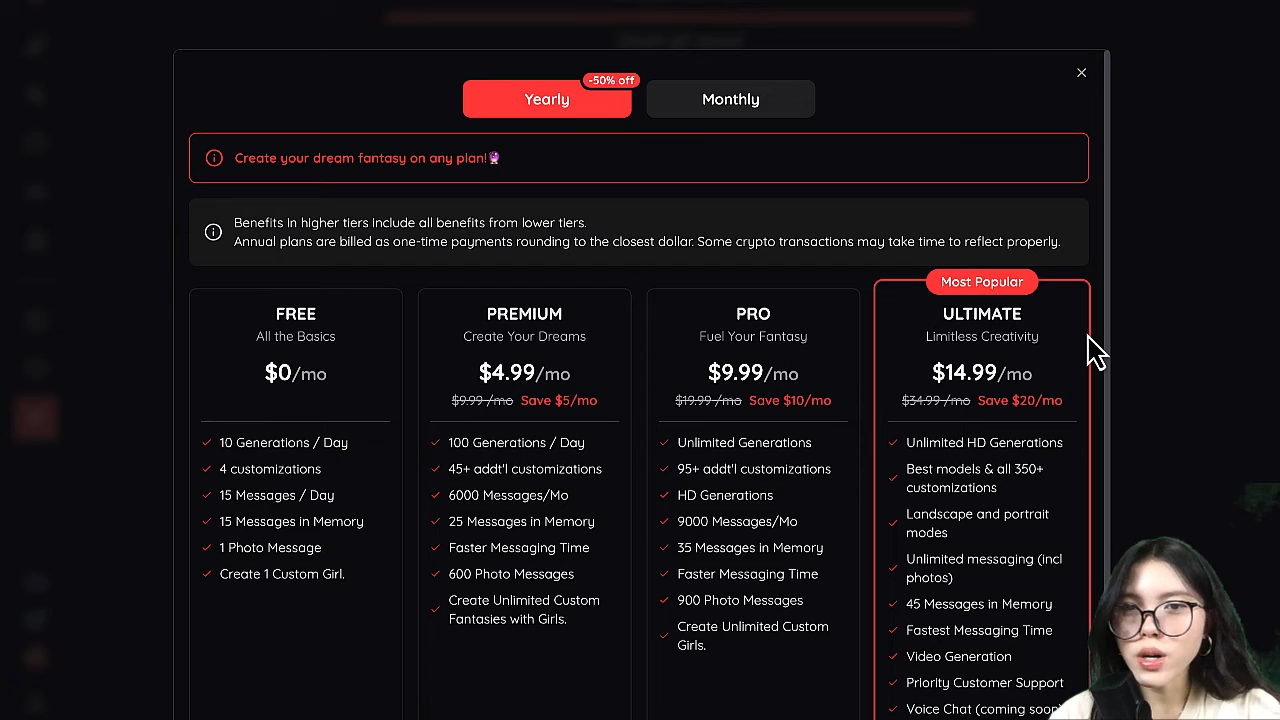 -50% off
Yearly
Monthly
Create your dream fantasy on any plan!🔮
Benefits in higher tiers include all benefits from lower tiers.
Annual plans are billed as one-time payments rounding to the closest dollar. Some crypto transactions may take time to reflect properly.
FREE
All the Basics
$0/mo
10 Generations / Day
4 customizations
15 Messages / Day
15 Messages in Memory
1 Photo Message
Create 1 Custom Girl.
PREMIUM
Create Your Dreams
$4.99/mo
$9.99 /mo Save $5/mo
100 Generations / Day
45+ addt'l customizations
6000 Messages/Mo
25 Messages in Memory
Faster Messaging Time
600 Photo Messages
Create Unlimited Custom
Fantasies with Girls.
PRO
Fuel Your Fantasy
$9.99/mo
$19.99 /mo Save $10/mo
Unlimited Generations
95+ addt'l customizations
HD Generations
9000 Messages/Mo
35 Messages in Memory
Faster Messaging Time
900 Photo Messages
Create Unlimited Custom
Girls.
Most Popular
ULTIMATE
Limitless Creativity
$14.99/mo
$34.99 /mo Save $20/mo
Unlimited HD Generations
Best models & all 350+
customizations
Landscape and portrait
modes
Unlimited messaging (incl
photos)
45 Messages in Memory
Fastest Messaging Time
Video Generation
Priority Customer Support
Voice Chat (coming soon